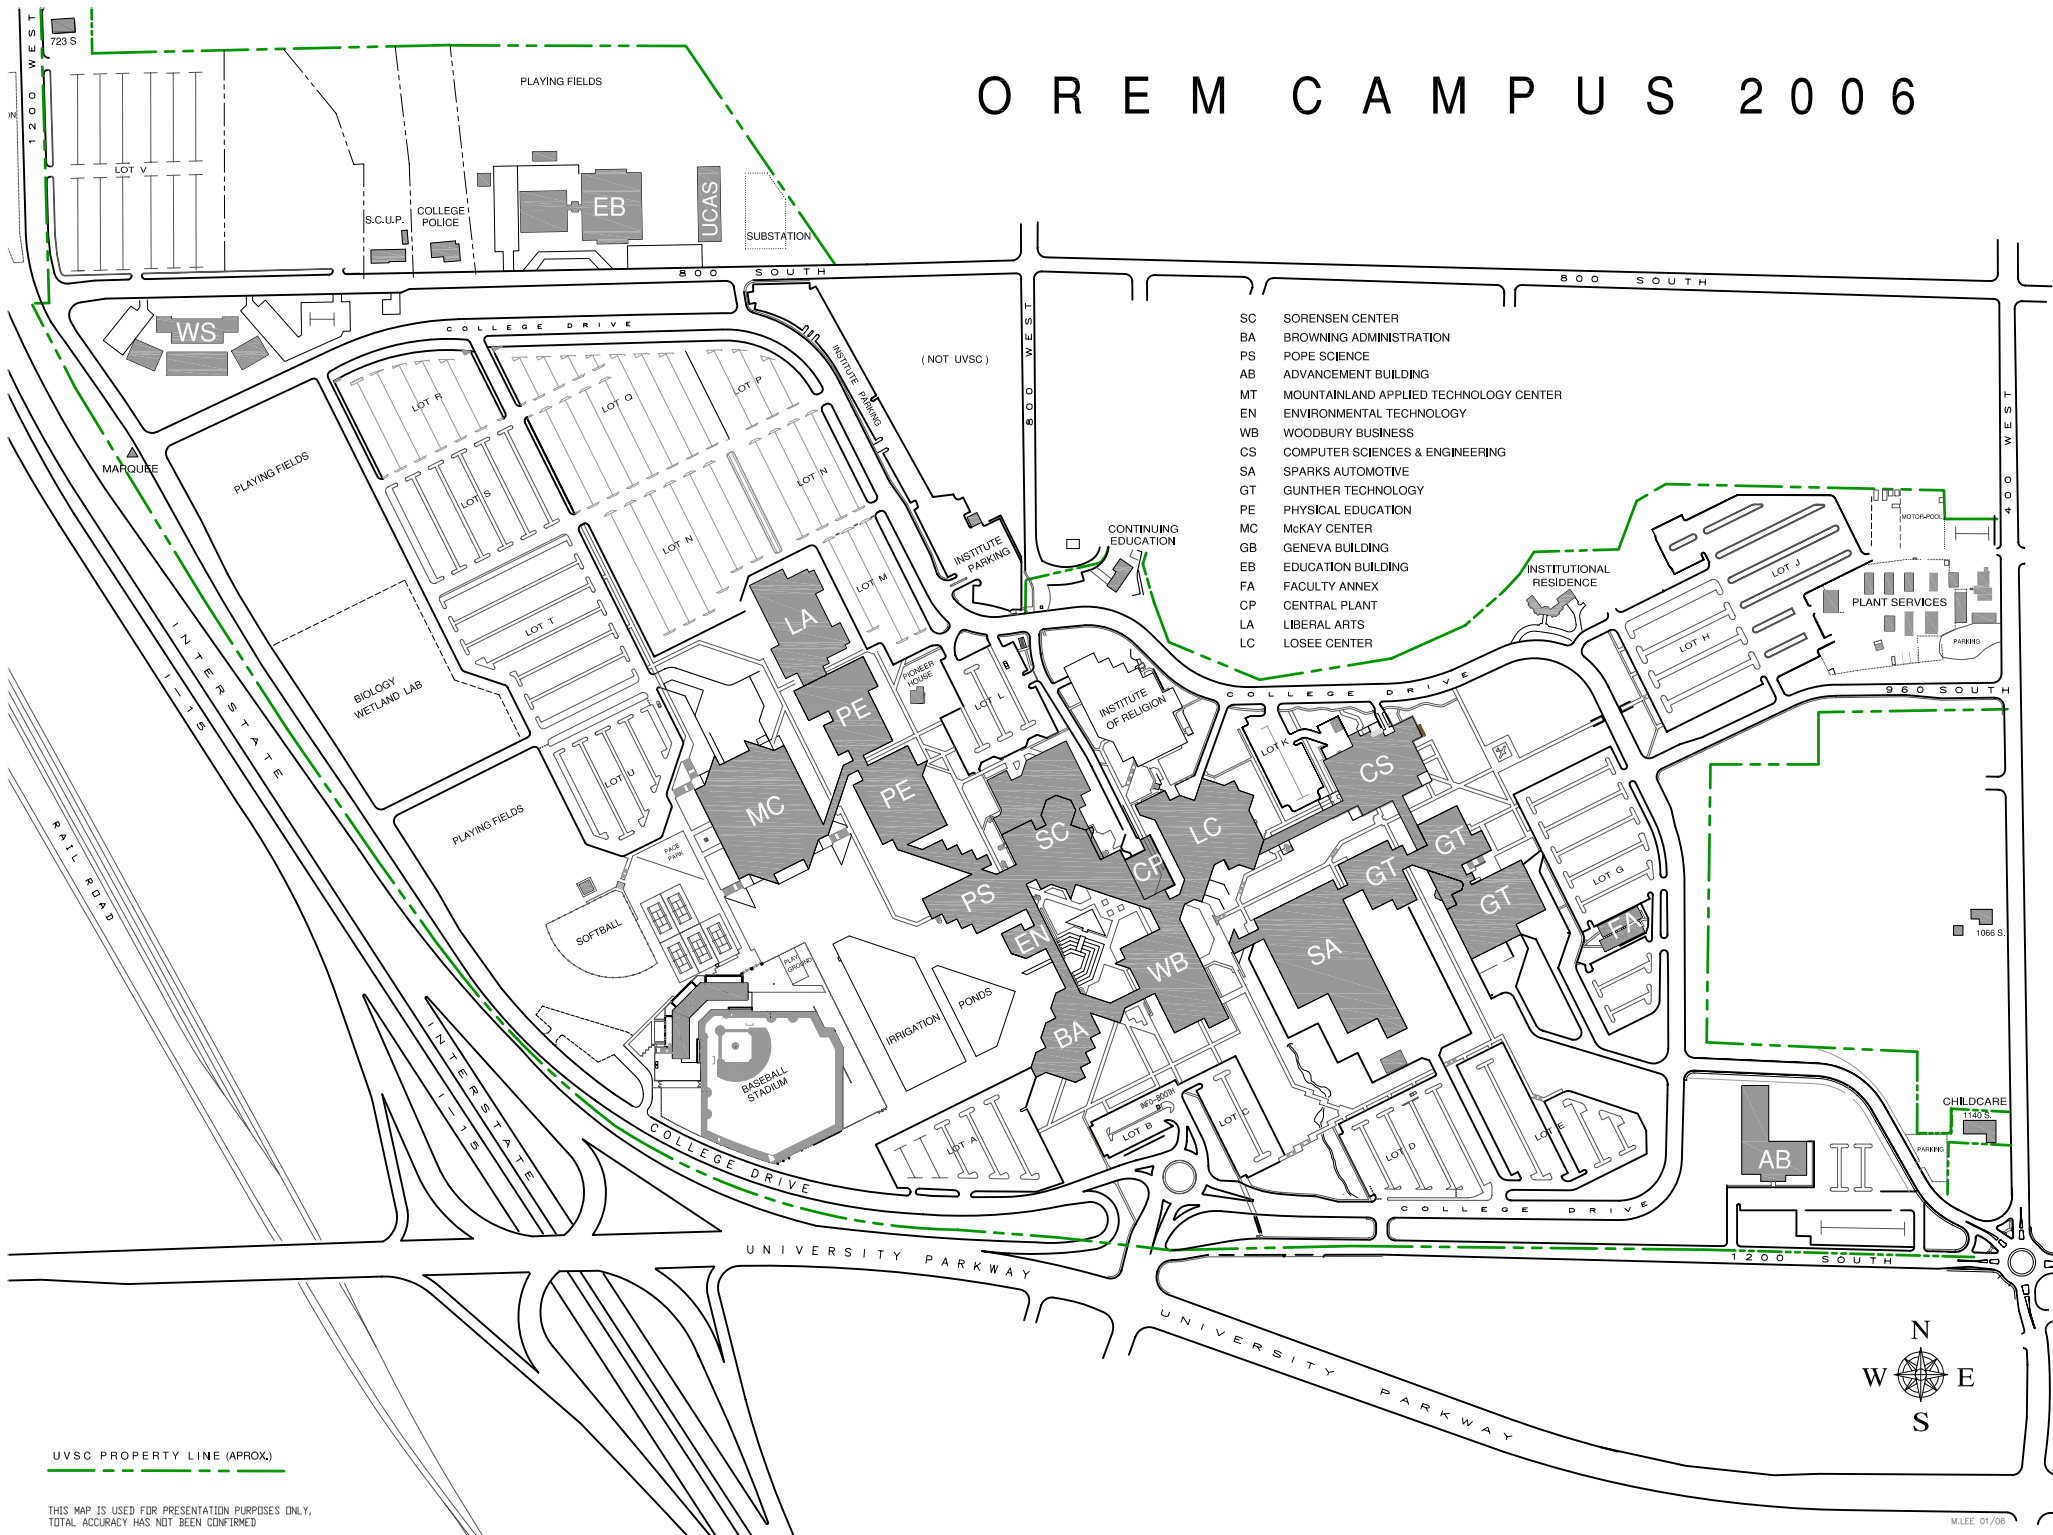 OREM CAMPUS 2006
723 S
1200 WEST
PLAYING FIELDS
LOT V
S.C.U.P.
COLLEGE
POLICE
EB
UCAS
SUBSTATION
800 SOUTH
800 SOUTH
WS
COLLEGE DRIVE
INSTITUTE PARKING
( NOT UVSC )
800 WEST
400 WEST
SC SORENSEN CENTER
BA BROWNING ADMINISTRATION
PS POPE SCIENCE
AB ADVANCEMENT BUILDING
MT MOUNTAINLAND APPLIED TECHNOLOGY CENTER
EN ENVIRONMENTAL TECHNOLOGY
WB WOODBURY BUSINESS
CS COMPUTER SCIENCES & ENGINEERING
SA SPARKS AUTOMOTIVE
GT GUNTHER TECHNOLOGY
PE PHYSICAL EDUCATION
MC McKAY CENTER
GB GENEVA BUILDING
EB EDUCATION BUILDING
FA FACULTY ANNEX
CP CENTRAL PLANT
LA LIBERAL ARTS
LC LOSEE CENTER
LOT R
LOT Q
LOT P
MARQUEE
PLAYING FIELDS
LOT S
LOT N
LOT N
LOT M
LOT T
INSTITUTE
PARKING
CONTINUING
EDUCATION
INSTITUTIONAL
RESIDENCE
MOTOR-POOL
LOT J
PLANT SERVICES
LOT H
PARKING
960 SOUTH
LA
PIONEER
HOUSE
LOT L
INSTITUTE
OF RELIGION
COLLEGE DRIVE
BIOLOGY
WETLAND LAB
INTERSTATE
I-15
PE
LOT K
LOT U
CS
PE
MC
SC
LC
CP
GT
GT
GT
PLAYING FIELDS
PACE
PARK
RAIL ROAD
PS
EN
LOT G
FA
SOFTBALL
PLAY
GROUND
SA
WB
1066 S.
PONDS
IRRIGATION
BA
BASEBALL
STADIUM
INTERSTATE
I-15
INFO-BOOTH
LOT A
LOT B
LOT C
LOT D
LOT E
CHILDCARE
1140 S.
AB
PARKING
COLLEGE DRIVE
COLLEGE DRIVE
UNIVERSITY PARKWAY
1200 SOUTH
UNIVERSITY PARKWAY
N
W E
S
UVSC PROPERTY LINE (APROX.)
THIS MAP IS USED FOR PRESENTATION PURPOSES ONLY,
TOTAL ACCURACY HAS NOT BEEN CONFIRMED
M.LEE 01/06